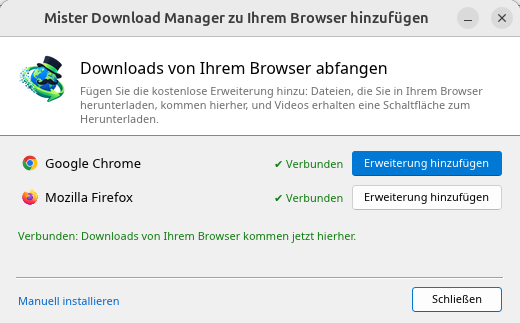 Mister Download Manager zu Ihrem Browser hinzufügen
Downloads von Ihrem Browser abfangen
Fügen Sie die kostenlose Erweiterung hinzu: Dateien, die Sie in Ihrem Browser
herunterladen, kommen hierher, und Videos erhalten eine Schaltfläche zum
Herunterladen.
Google Chrome ✔ Verbunden Erweiterung hinzufügen
Mozilla Firefox ✔ Verbunden Erweiterung hinzufügen
Verbunden: Downloads von Ihrem Browser kommen jetzt hierher.
Manuell installieren Schließen